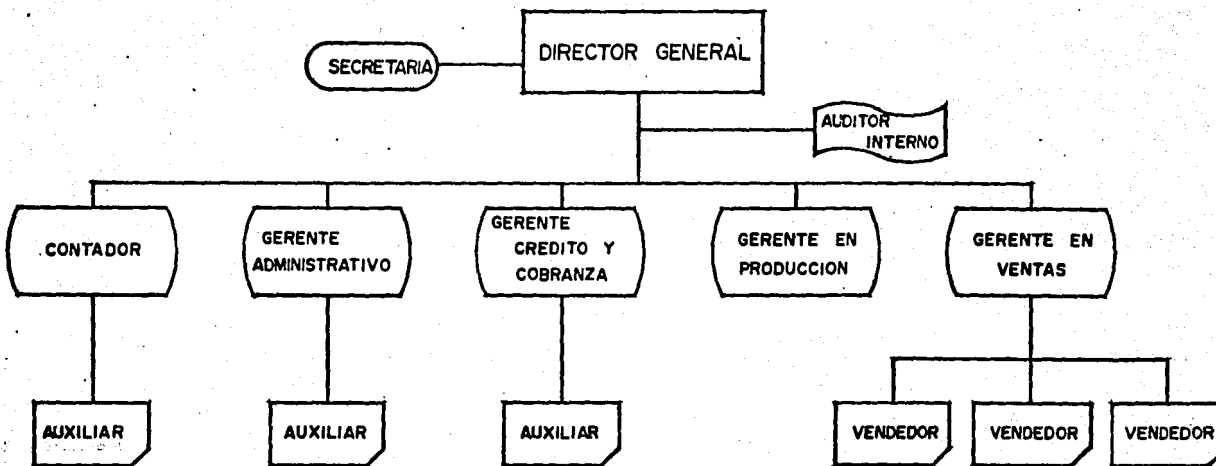 DIRECTOR GENERAL
SECRETARIA
AUDITOR
INTERNO
CONTADOR
GERENTE
ADMINISTRATIVO
GERENTE
CREDITO Y
COBRANZA
GERENTE EN
PRODUCCION
GERENTE EN
VENTAS
AUXILIAR
AUXILIAR
AUXILIAR
VENDEDOR
VENDEDOR
VENDEDOR